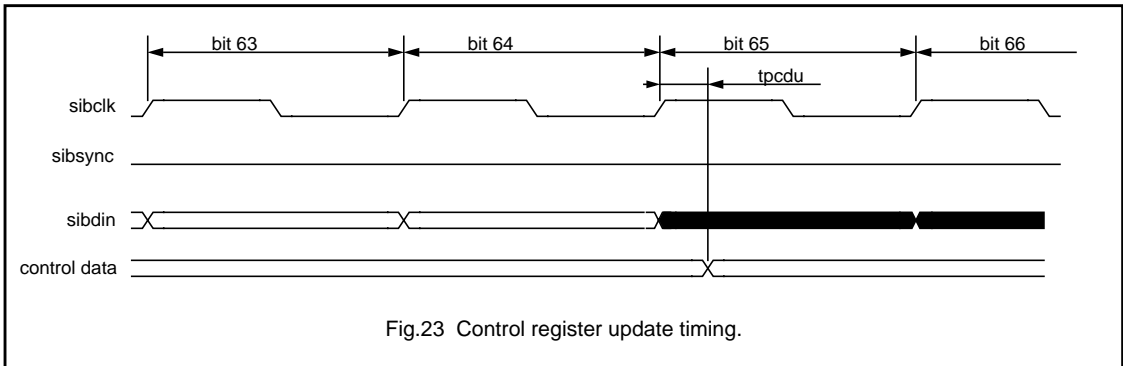 bit 63 bit 64 bit 65 bit 66
tpcdu
sibclk
sibsync
sibdin
control data
Fig.23 Control register update timing.